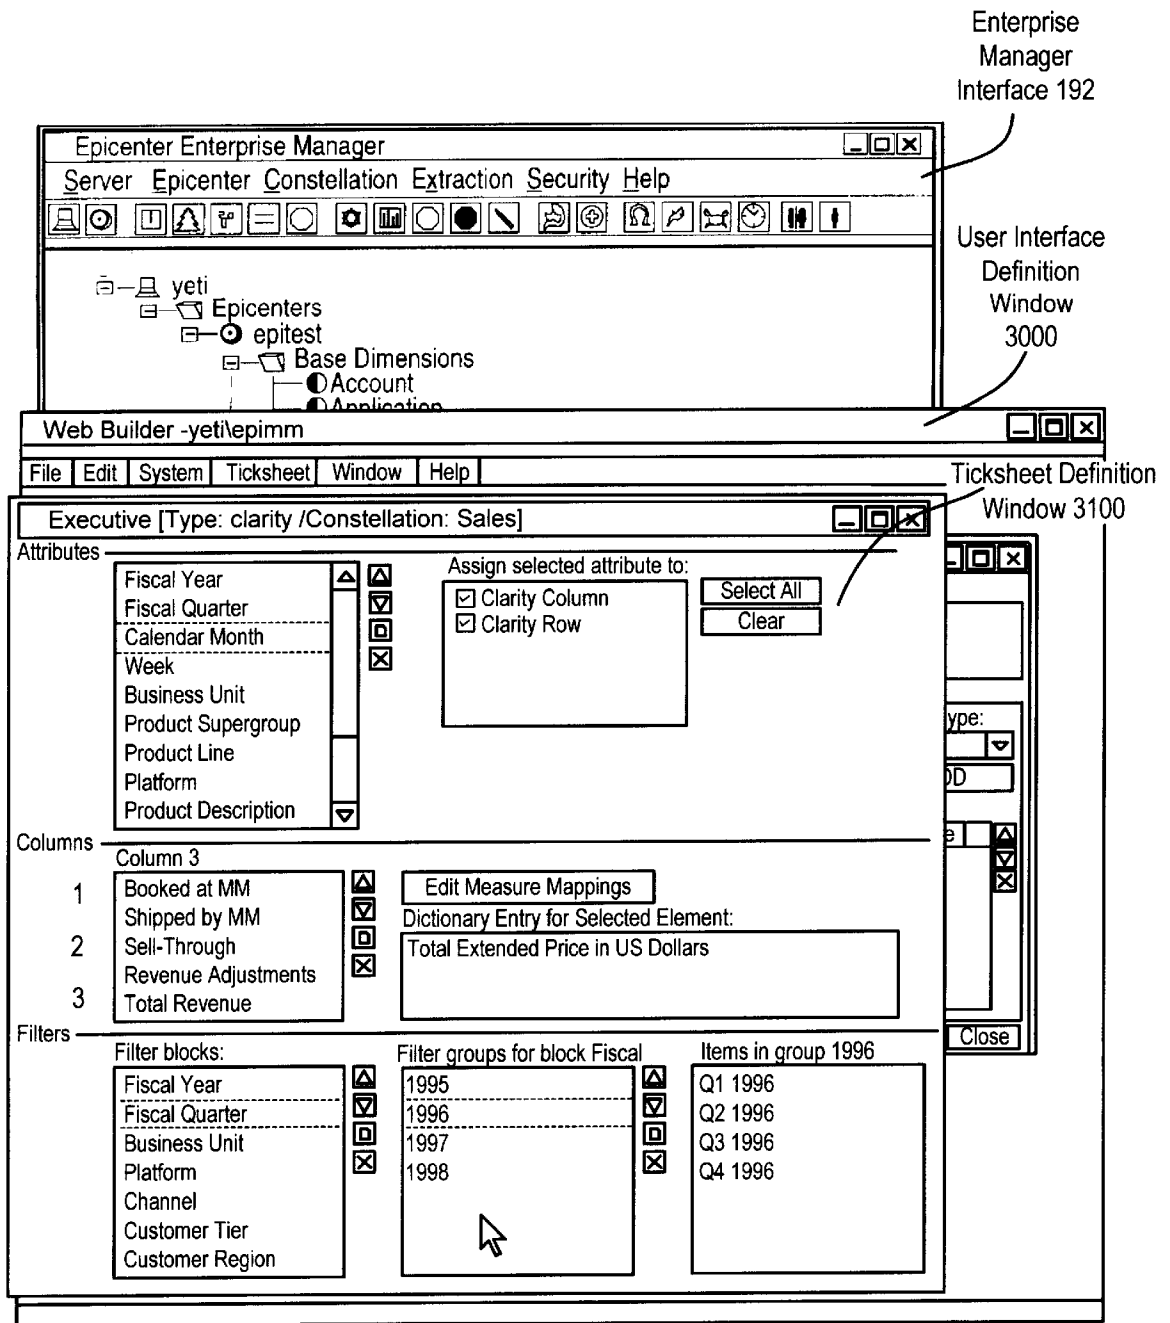 Enterprise
Manager
Interface 192
Epicenter Enterprise Manager
Server Epicenter Constellation Extraction Security Help
User Interface
Definition
Window
3000
yeti
Epicenters
epitest
Base Dimensions
Account
Application
Web Builder -yeti\epimm
File Edit System Ticksheet Window Help
Ticksheet Definition
Window 3100
Executive [Type: clarity /Constellation: Sales]
Attributes
Fiscal Year
Fiscal Quarter
Calendar Month
Week
Business Unit
Product Supergroup
Product Line
Platform
Product Description
Assign selected attribute to:
Clarity Column
Clarity Row
Select All
Clear
ype:
DD
e
Columns
Column 3
1
2
3
Booked at MM
Shipped by MM
Sell-Through
Revenue Adjustments
Total Revenue
Edit Measure Mappings
Dictionary Entry for Selected Element:
Total Extended Price in US Dollars
Close
Filters
Filter blocks:
Fiscal Year
Fiscal Quarter
Business Unit
Platform
Channel
Customer Tier
Customer Region
Filter groups for block Fiscal
1995
1996
1997
1998
Items in group 1996
Q1 1996
Q2 1996
Q3 1996
Q4 1996